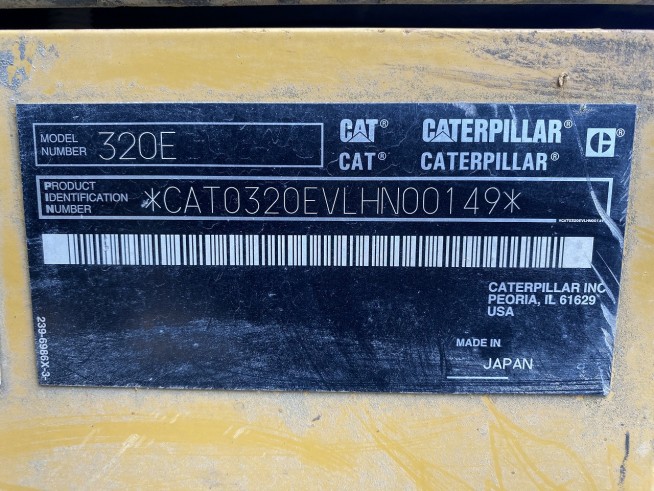 MODEL NUMBER 320E
CAT® CATERPILLAR® C®
CAT® CATERPILLAR®
PRODUCT IDENTIFICATION NUMBER *CAT0320EVLHN00149*
CATERPILLAR INC
PEORIA, IL 61629
USA
MADE IN
JAPAN
239-5986X-3